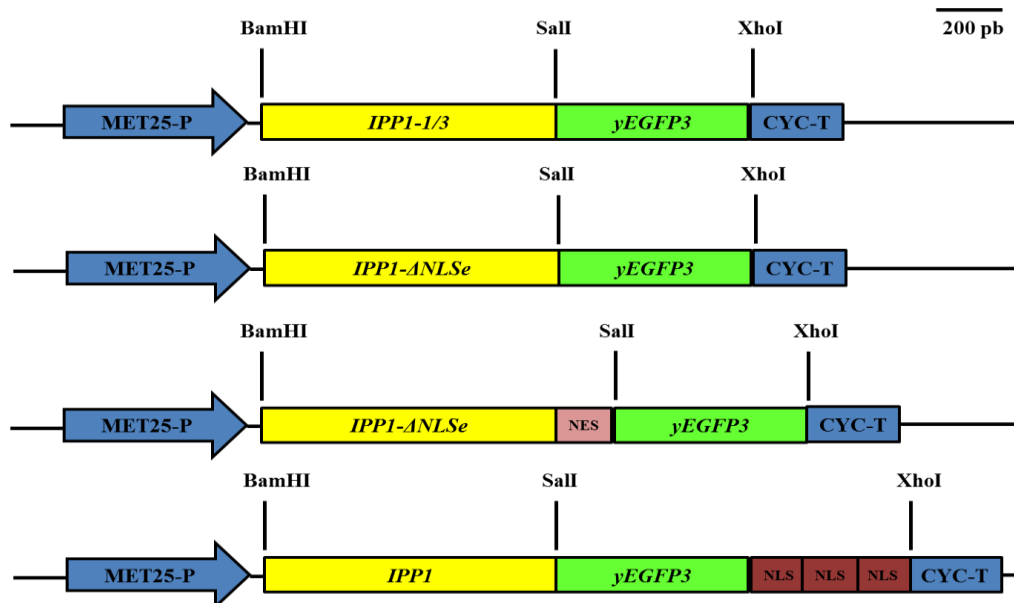 BamHI SalI XhoI 200 pb
MET25-P IPP1-1/3 yEGFP3 CYC-T
BamHI SalI XhoI
MET25-P IPP1-ΔNLSe yEGFP3 CYC-T
BamHI SalI XhoI
MET25-P IPP1-ΔNLSe NES yEGFP3 CYC-T
BamHI SalI XhoI
MET25-P IPP1 yEGFP3 NLS NLS NLS CYC-T